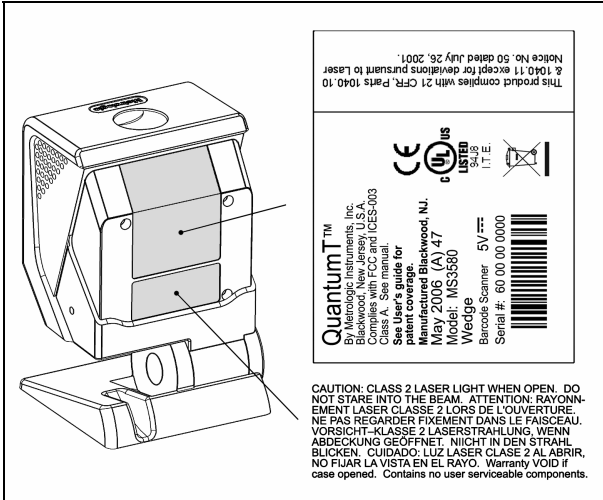 Metrologic
This product complies with 21 CFR, Parts 1040.10
& 1040.11 except for deviations pursuant to Laser
Notice No. 50 dated July 26, 2001.
QuantumT™
By Metrologic Instruments, Inc.
Blackwood, New Jersey, U.S.A.
Complies with FCC and ICES-003
Class A. See manual.
See User's guide for
patent coverage.
Manufactured Blackwood, NJ.
May 2006 (A) 47
Model: MS3580
Wedge
Barcode Scanner 5V
Serial #: 60 00 00 0000
CE
C UL US
LISTED
94J8
I.T.E.
CAUTION: CLASS 2 LASER LIGHT WHEN OPEN. DO
NOT STARE INTO THE BEAM. ATTENTION: RAYONN-
EMENT LASER CLASSE 2 LORS DE L'OUVERTURE.
NE PAS REGARDER FIXEMENT DANS LE FAISCEAU.
VORSICHT–KLASSE 2 LASERSTRAHLUNG, WENN
ABDECKUNG GEÖFFNET. NIICHT IN DEN STRAHL
BLICKEN. CUIDADO: LUZ LASER CLASE 2 AL ABRIR,
NO FIJAR LA VISTA EN EL RAYO. Warranty VOID if
case opened. Contains no user serviceable components.